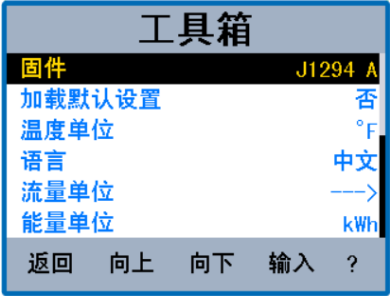 工具箱
固件 J1294 A
加载默认设置 否
温度单位 °F
语言 中文
流量单位 --->
能量单位 kWh
返回 向上 向下 输入 ?